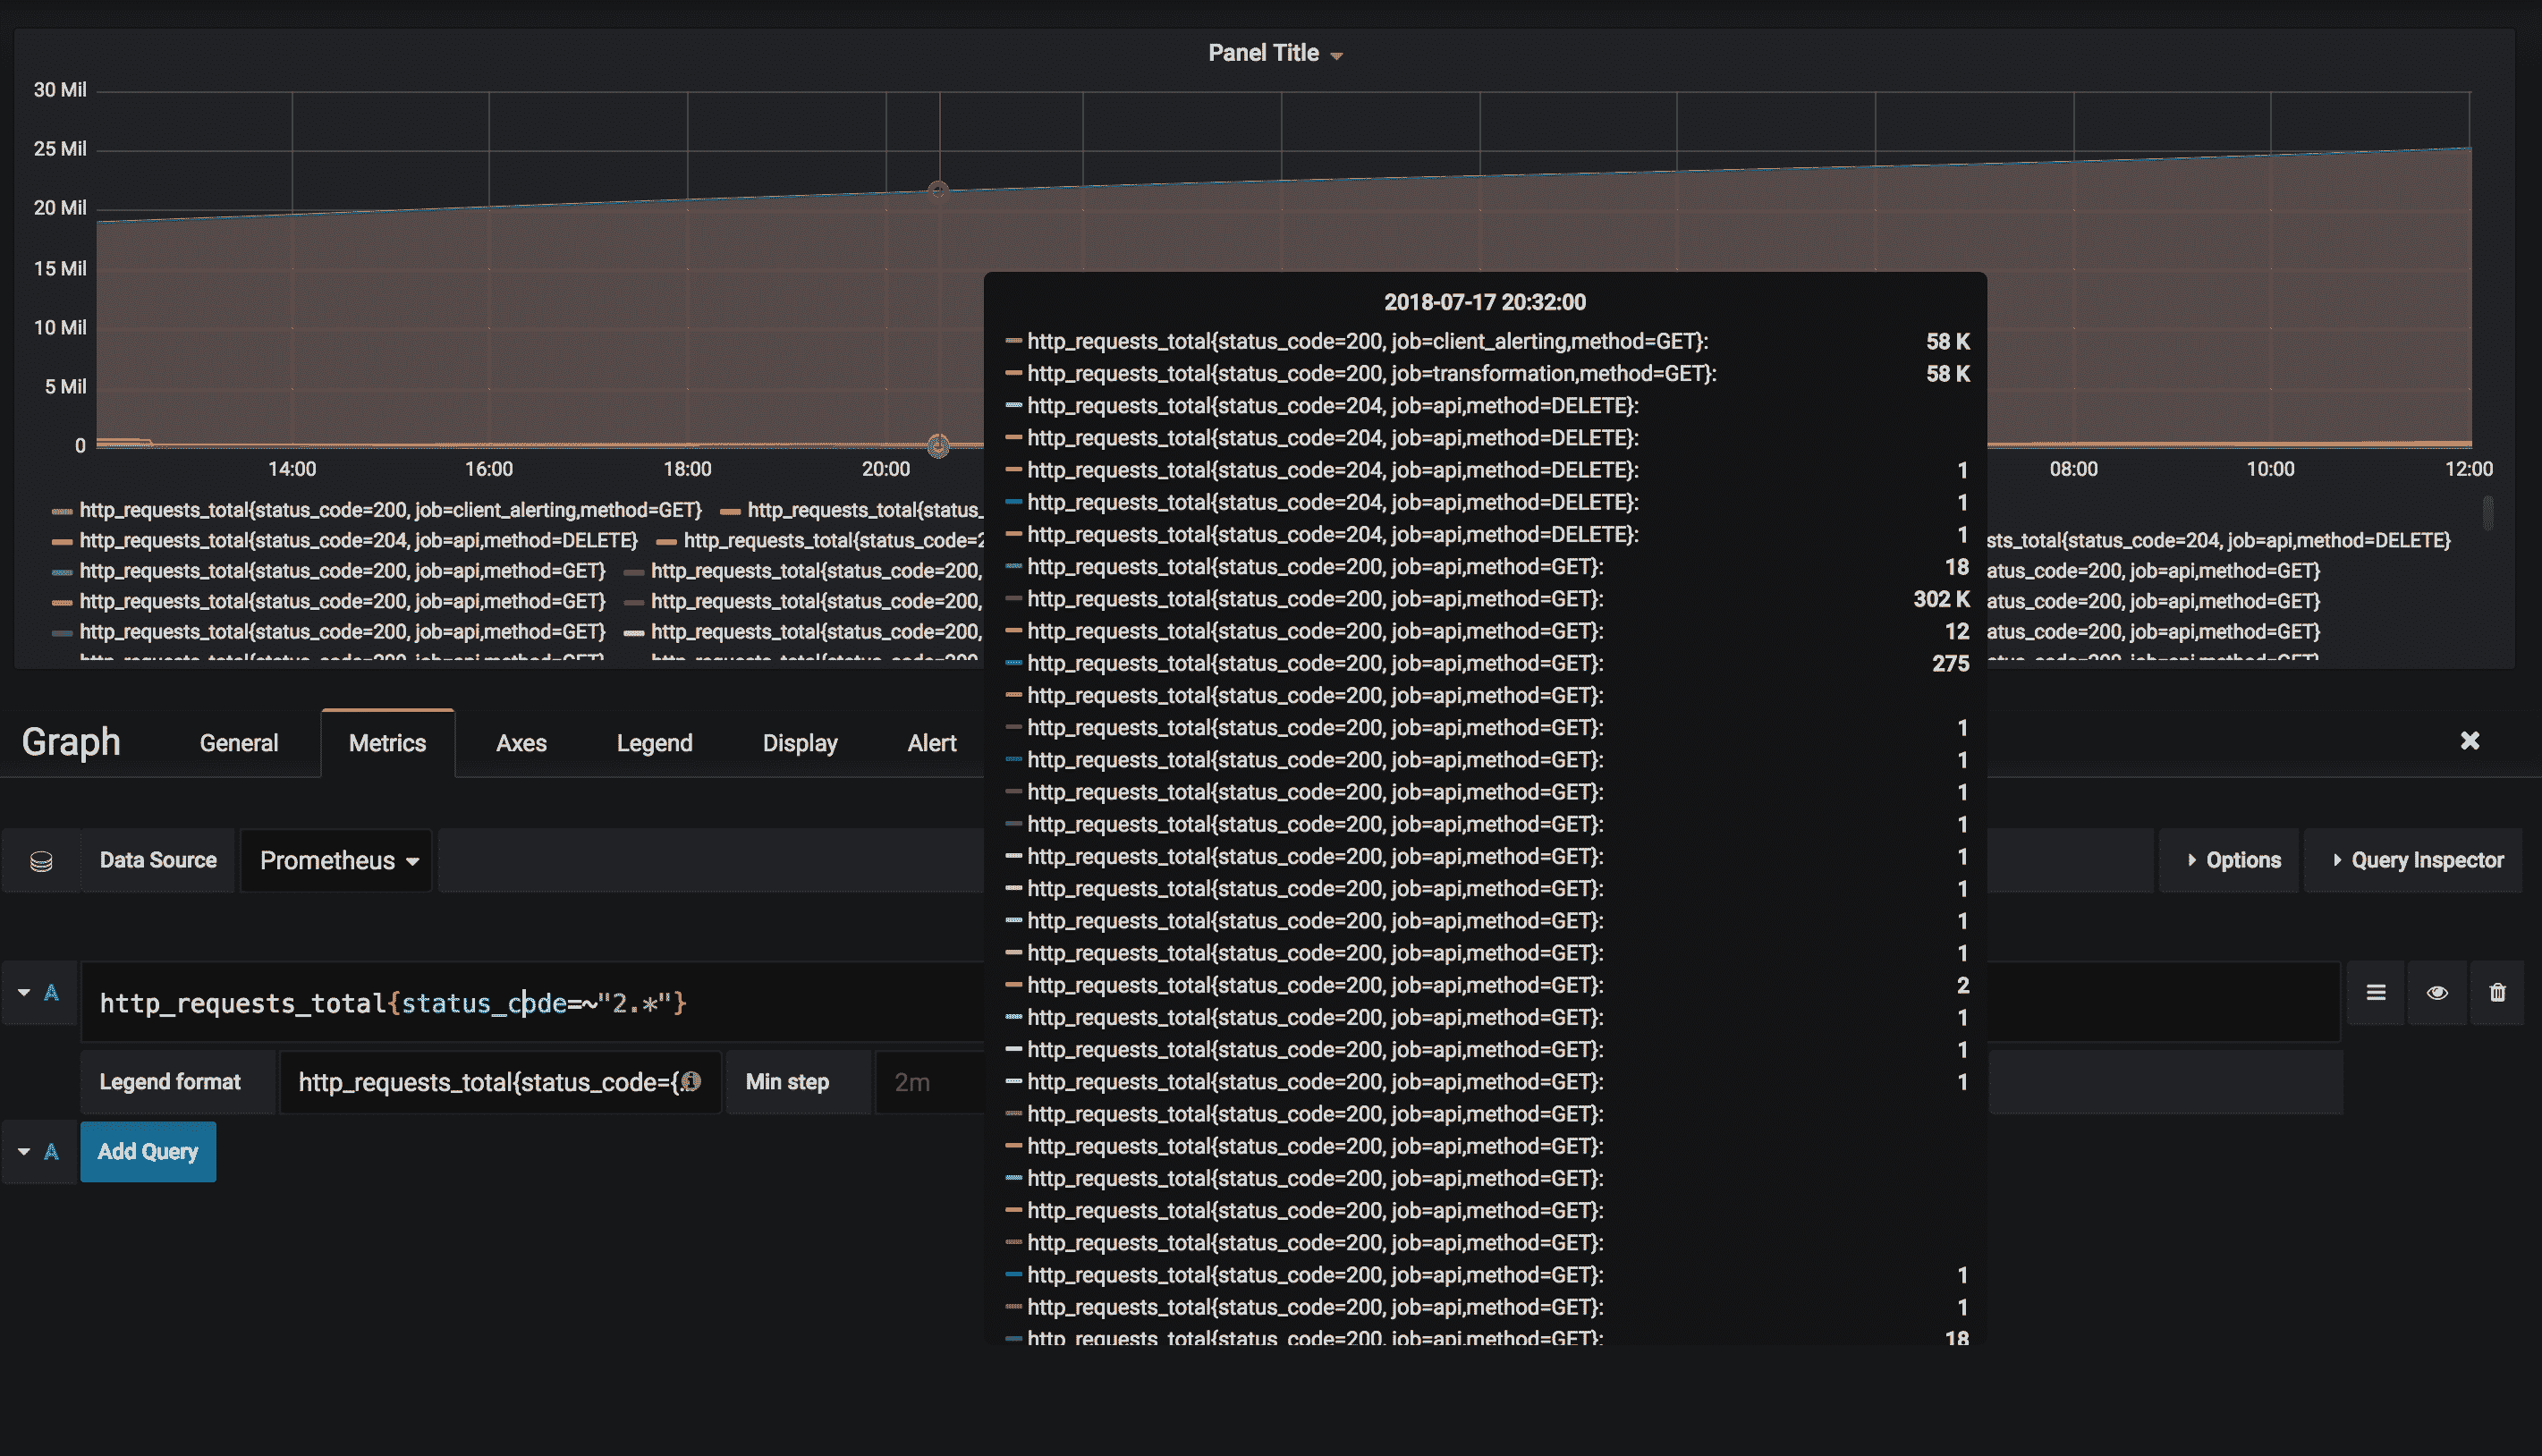 Panel Title
30 Mil
25 Mil
20 Mil
15 Mil
10 Mil
5 Mil
0
14:00 16:00 18:00 20:00 08:00 10:00 12:00
http_requests_total{status_code=200, job=client_alerting,method=GET} http_requests_total{status_
http_requests_total{status_code=204, job=api,method=DELETE} http_requests_total{status_code=2 sts_total{status_code=204, job=api,method=DELETE}
http_requests_total{status_code=200, job=api,method=GET} http_requests_total{status_code=200, atus_code=200, job=api,method=GET}
http_requests_total{status_code=200, job=api,method=GET} http_requests_total{status_code=200, atus_code=200, job=api,method=GET}
http_requests_total{status_code=200, job=api,method=GET} http_requests_total{status_code=200, atus_code=200, job=api,method=GET}
2018-07-17 20:32:00
http_requests_total{status_code=200, job=client_alerting,method=GET}: 58 K
http_requests_total{status_code=200, job=transformation,method=GET}: 58 K
http_requests_total{status_code=204, job=api,method=DELETE}:
http_requests_total{status_code=204, job=api,method=DELETE}:
http_requests_total{status_code=204, job=api,method=DELETE}: 1
http_requests_total{status_code=204, job=api,method=DELETE}: 1
http_requests_total{status_code=204, job=api,method=DELETE}: 1
http_requests_total{status_code=200, job=api,method=GET}: 18
http_requests_total{status_code=200, job=api,method=GET}: 302 K
http_requests_total{status_code=200, job=api,method=GET}: 12
http_requests_total{status_code=200, job=api,method=GET}: 275
http_requests_total{status_code=200, job=api,method=GET}:
http_requests_total{status_code=200, job=api,method=GET}: 1
http_requests_total{status_code=200, job=api,method=GET}: 1
http_requests_total{status_code=200, job=api,method=GET}: 1
http_requests_total{status_code=200, job=api,method=GET}: 1
http_requests_total{status_code=200, job=api,method=GET}: 1
http_requests_total{status_code=200, job=api,method=GET}: 1
http_requests_total{status_code=200, job=api,method=GET}: 1
http_requests_total{status_code=200, job=api,method=GET}: 1
http_requests_total{status_code=200, job=api,method=GET}: 2
http_requests_total{status_code=200, job=api,method=GET}: 1
http_requests_total{status_code=200, job=api,method=GET}: 1
http_requests_total{status_code=200, job=api,method=GET}: 1
http_requests_total{status_code=200, job=api,method=GET}:
http_requests_total{status_code=200, job=api,method=GET}:
http_requests_total{status_code=200, job=api,method=GET}:
http_requests_total{status_code=200, job=api,method=GET}:
http_requests_total{status_code=200, job=api,method=GET}:
http_requests_total{status_code=200, job=api,method=GET}: 1
http_requests_total{status_code=200, job=api,method=GET}: 1
http_requests_total{status_code=200, job=api,method=GET}: 18
Graph General Metrics Axes Legend Display Alert
Data Source Prometheus Options Query Inspector
A http_requests_total{status_code=~"2.*"}
Legend format http_requests_total{status_code={ Min step 2m
A Add Query